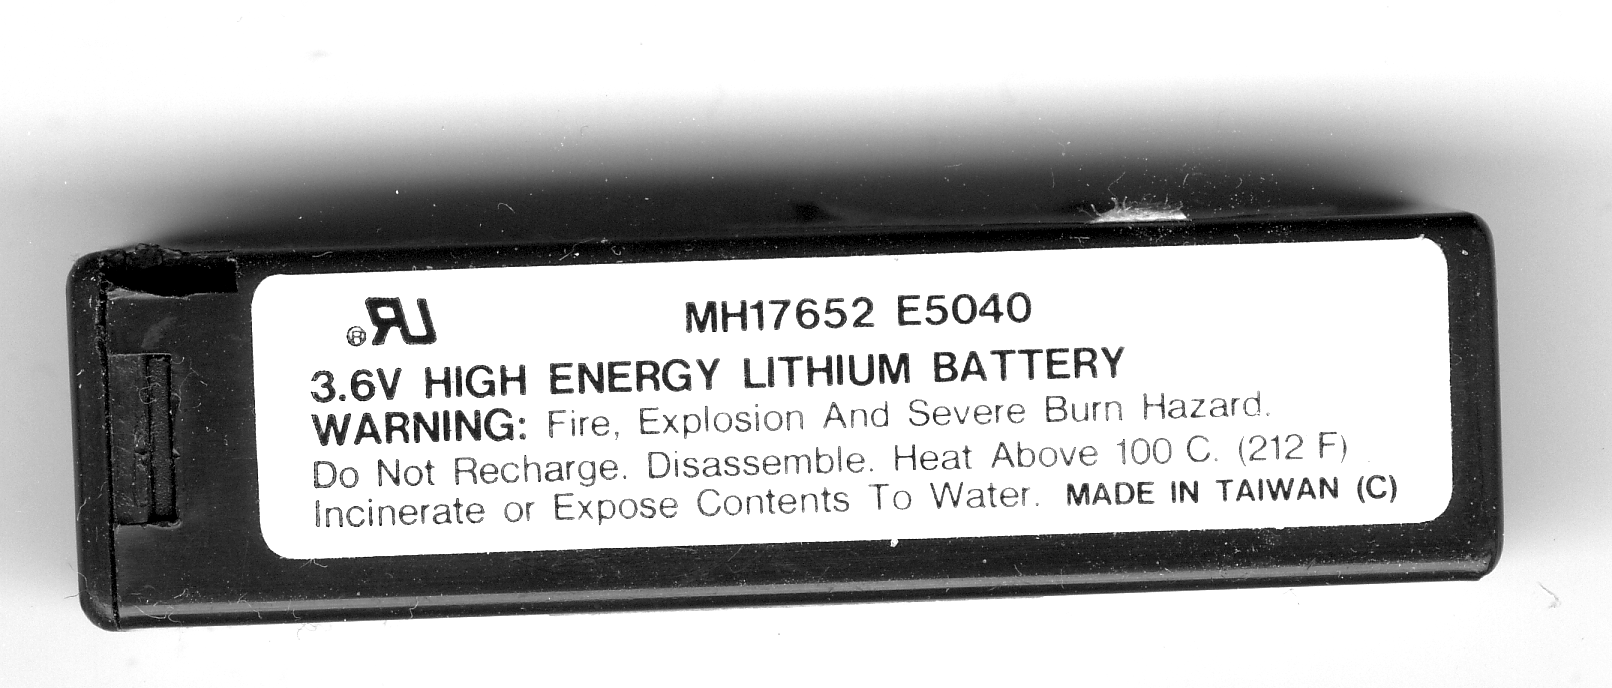 ®RU MH17652 E5040
3.6V HIGH ENERGY LITHIUM BATTERY
WARNING: Fire, Explosion And Severe Burn Hazard.
Do Not Recharge. Disassemble. Heat Above 100 C. (212 F)
Incinerate or Expose Contents To Water. MADE IN TAIWAN (C)